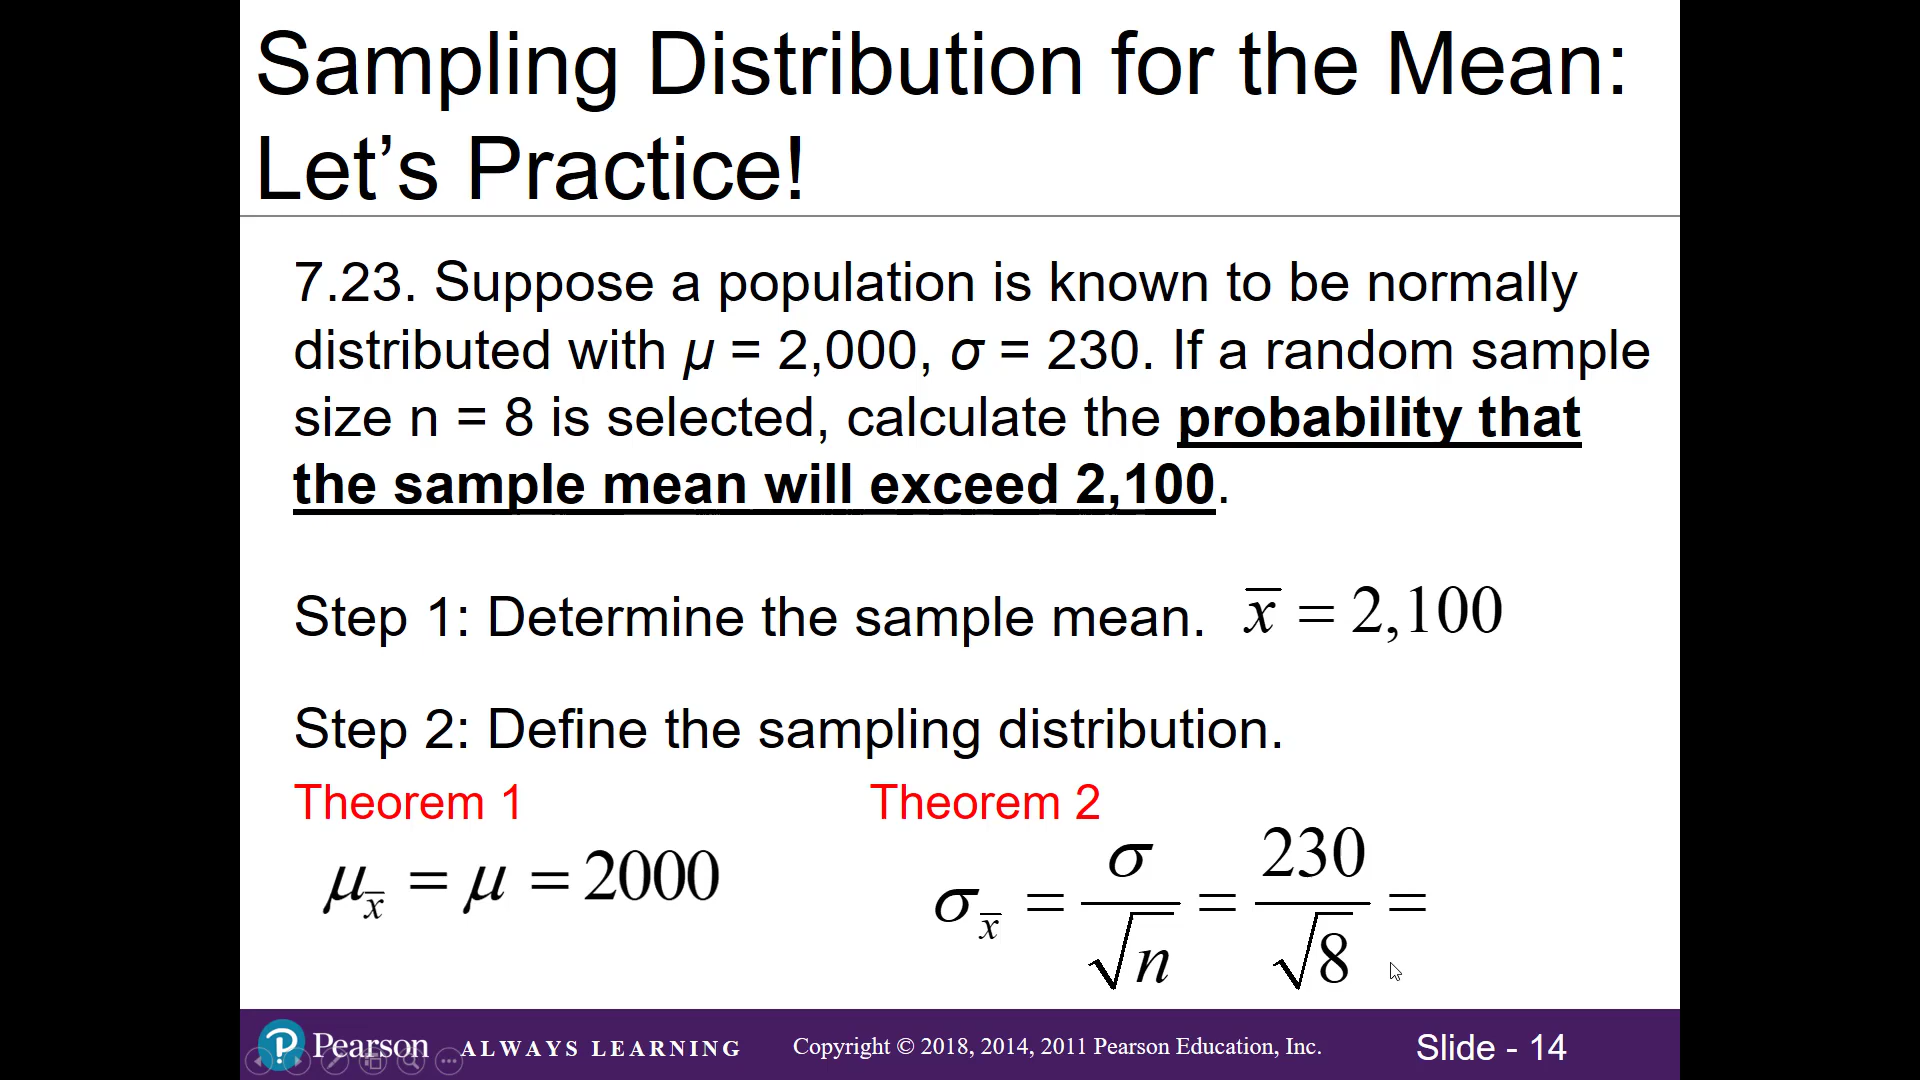 Sampling Distribution for the Mean:
Let’s Practice!
7.23. Suppose a population is known to be normally
distributed with μ = 2,000, σ = 230. If a random sample
size n = 8 is selected, calculate the probability that
the sample mean will exceed 2,100.
Step 1: Determine the sample mean. x̅ = 2,100
Step 2: Define the sampling distribution.
Theorem 1 Theorem 2
μ_x̅ = μ = 2000 σ_x̅ = σ/√n = 230/√8 =
Pearson ALWAYS LEARNING Copyright © 2018, 2014, 2011 Pearson Education, Inc. Slide - 14